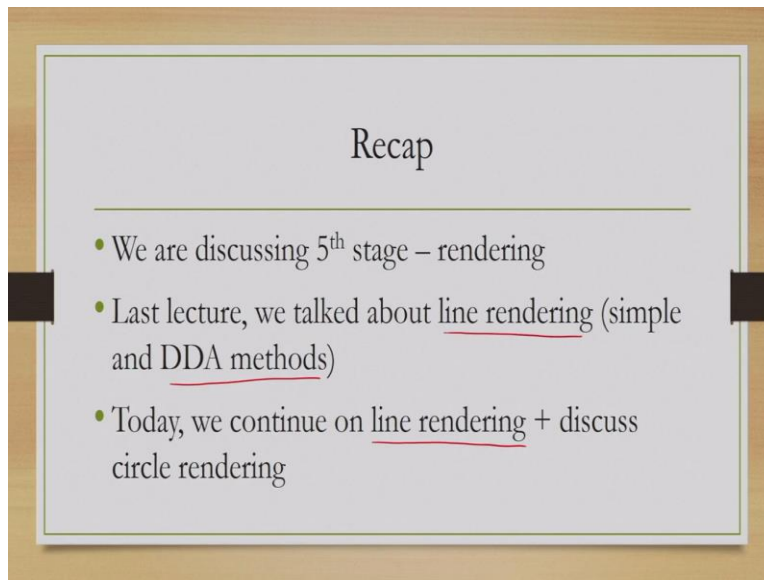 Recap
• We are discussing 5th stage – rendering
• Last lecture, we talked about line rendering (simple
and DDA methods)
• Today, we continue on line rendering + discuss
circle rendering